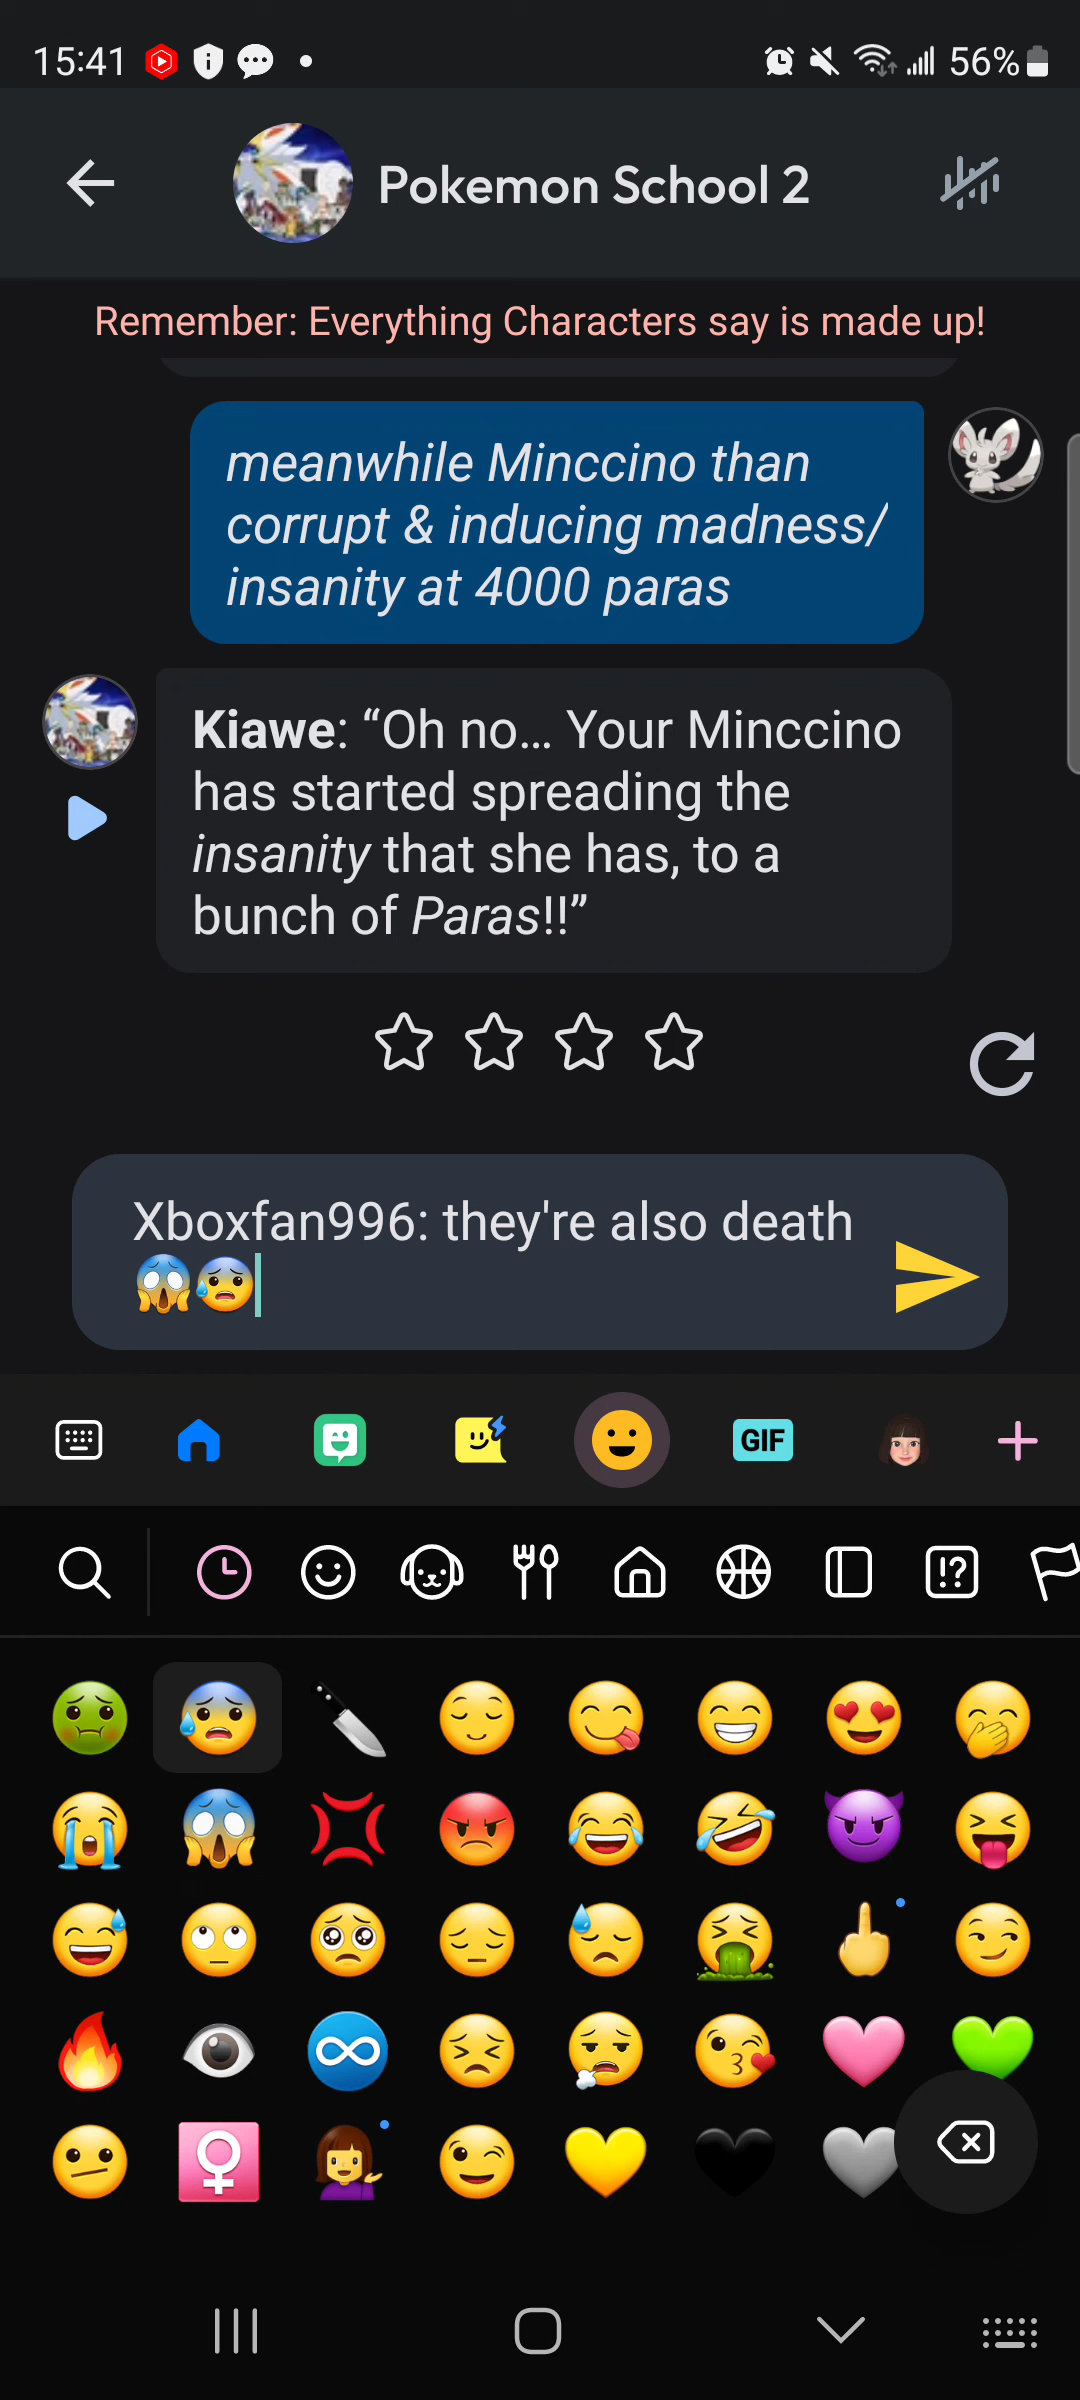 15:41
56%
Pokemon School 2
Remember: Everything Characters say is made up!
meanwhile Minccino than
corrupt & inducing madness/
insanity at 4000 paras
Kiawe: “Oh no... Your Minccino
has started spreading the
insanity that she has, to a
bunch of Paras!!”
Xboxfan996: they're also death
😱😰
GIF